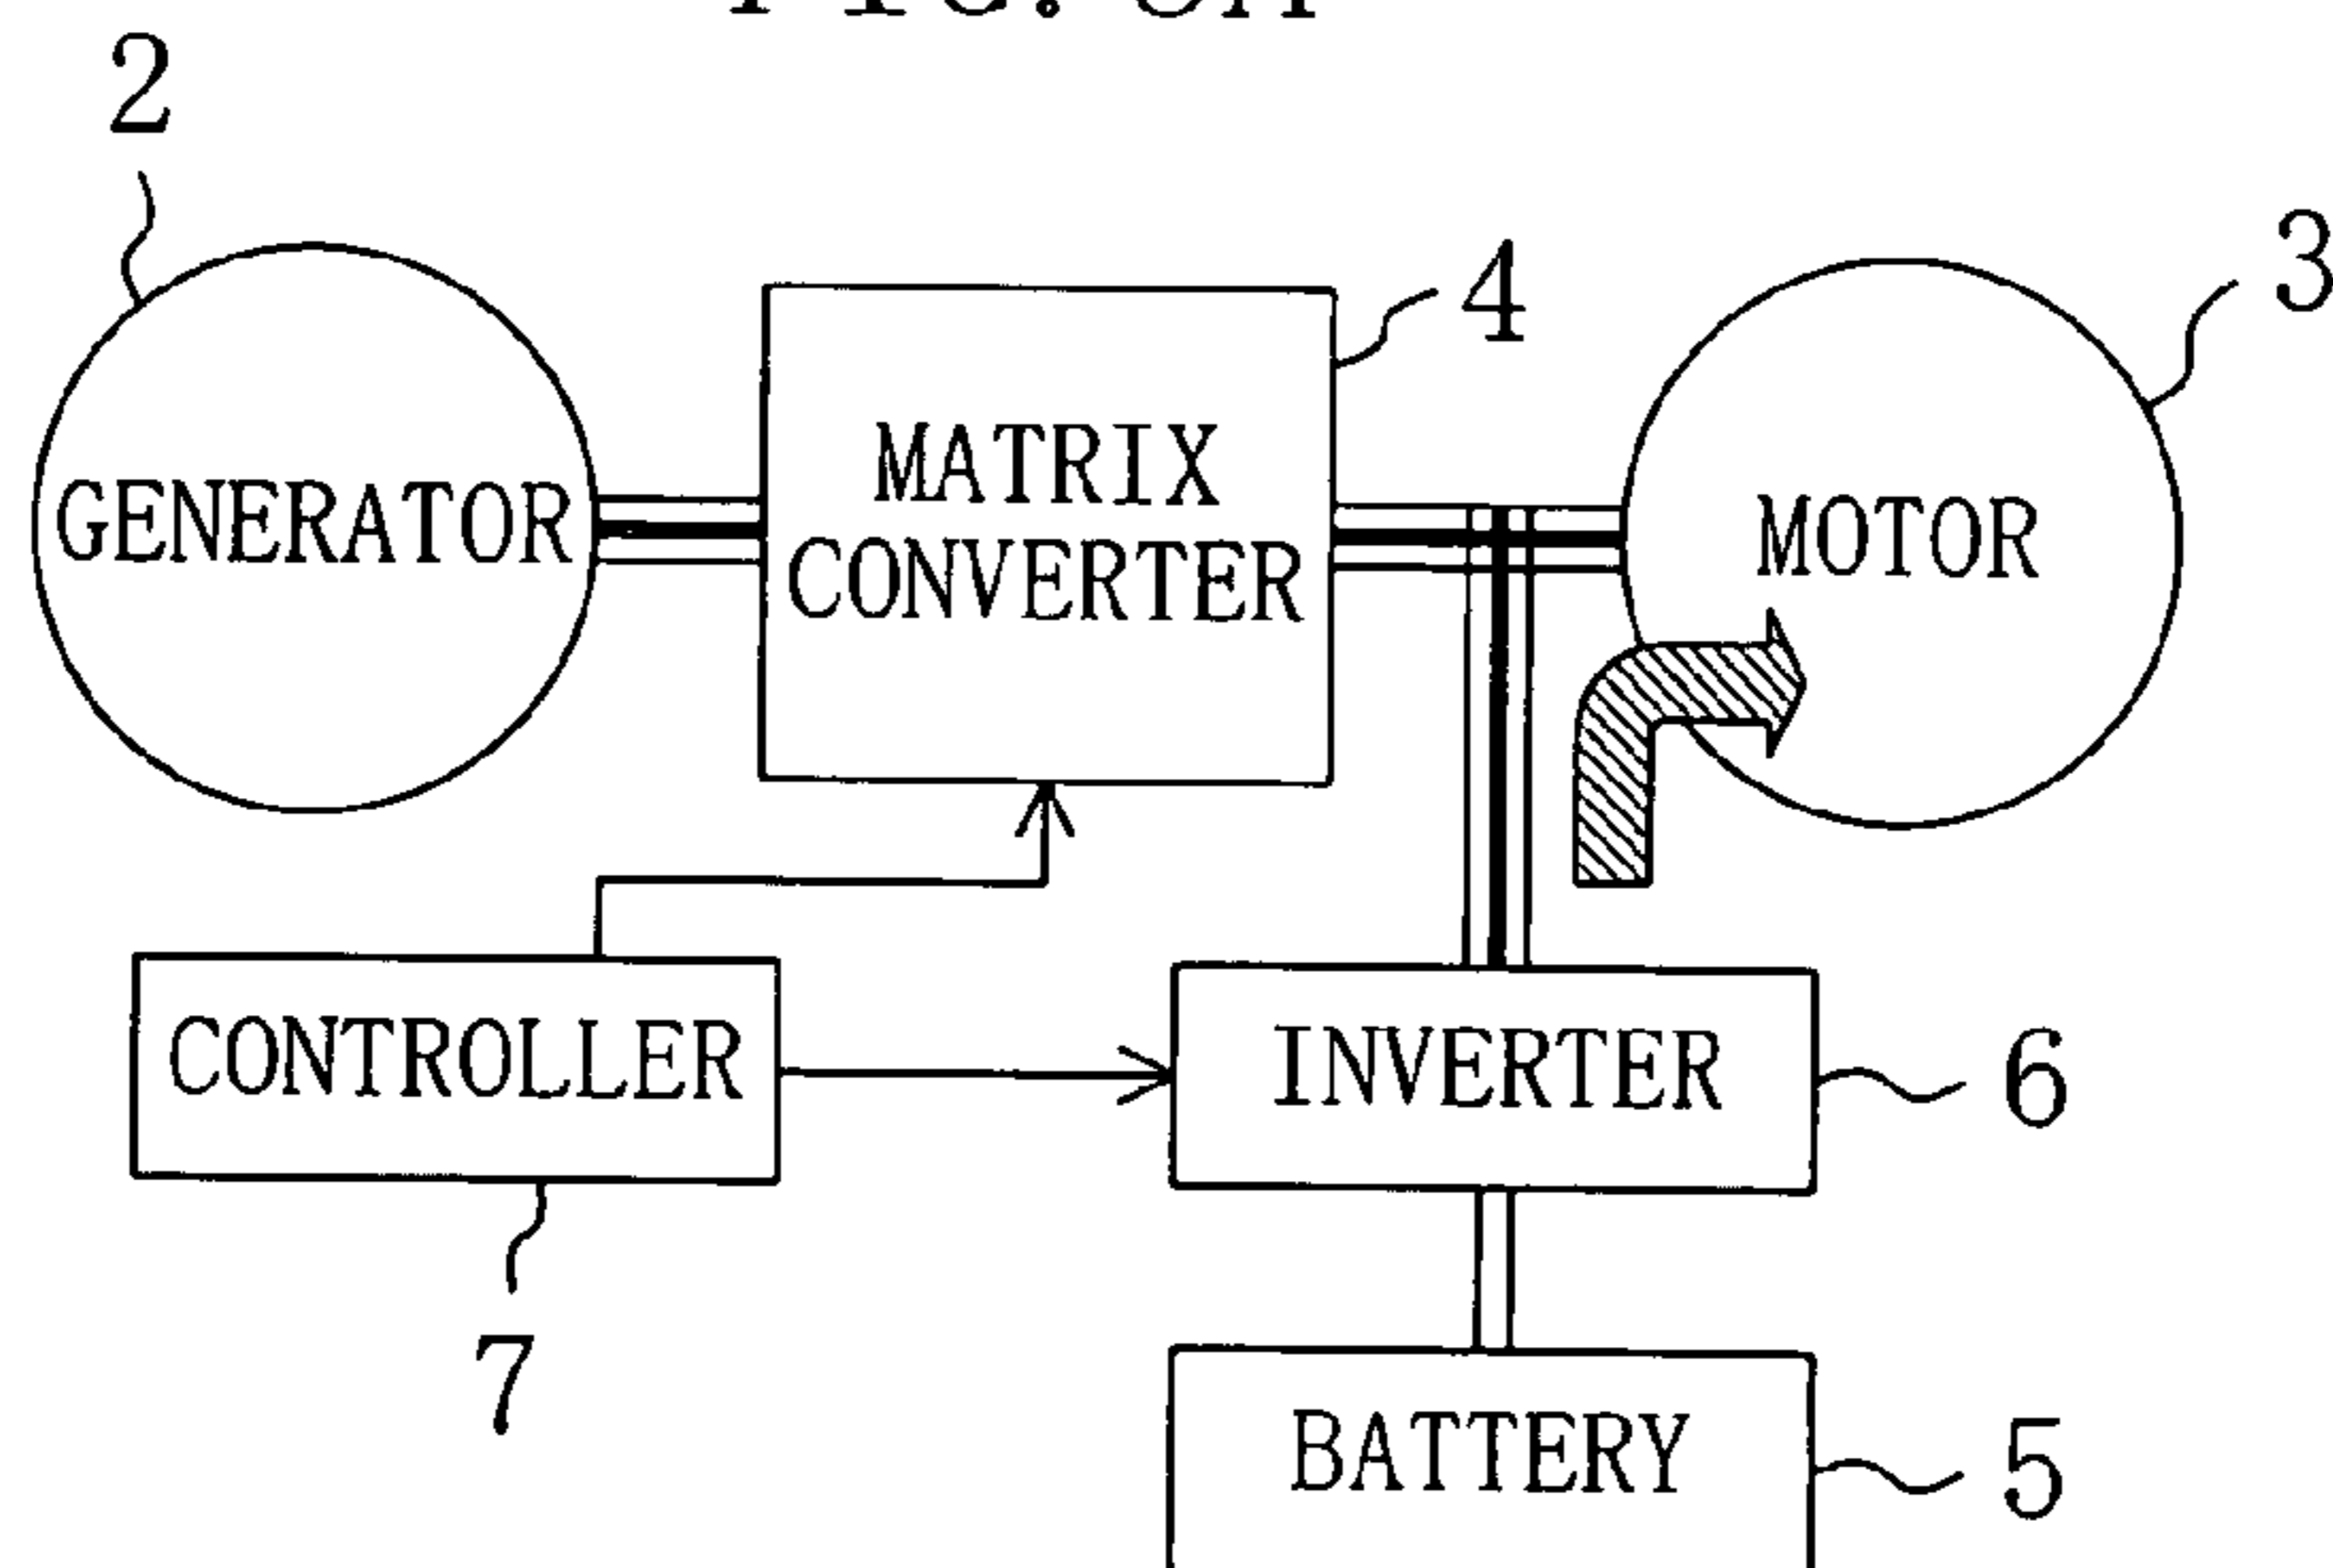 2
3
4
GENERATOR
MATRIX
CONVERTER
MOTOR
CONTROLLER
INVERTER
6
7
BATTERY
5